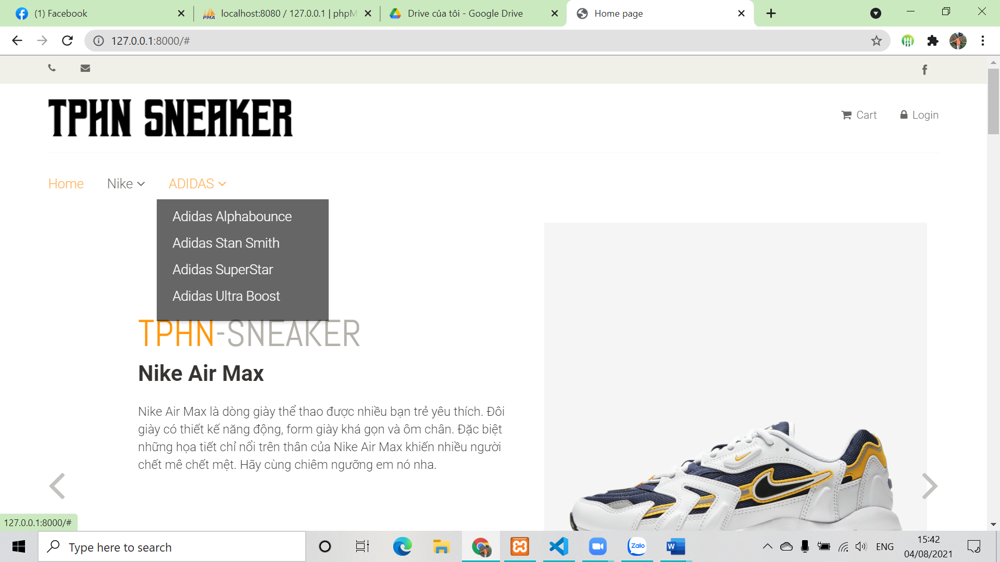 (1) Facebook
localhost:8080 / 127.0.0.1 | phpM
Drive của tôi - Google Drive
Home page
127.0.0.1:8000/#
TPHN SNEAKER
Cart
Login
Home
Nike
ADIDAS
Adidas Alphabounce
Adidas Stan Smith
Adidas SuperStar
Adidas Ultra Boost
TPHN-SNEAKER
Nike Air Max
Nike Air Max là dòng giày thể thao được nhiều bạn trẻ yêu thích. Đôi
giày có thiết kế năng động, form giày khá gọn và ôm chân. Đặc biệt
những họa tiết chỉ nổi trên thân của Nike Air Max khiến nhiều người
chết mê chết mệt. Hãy cùng chiêm ngưỡng em nó nha.
127.0.0.1:8000/#
Type here to search
Zalo
ENG
15:42
04/08/2021